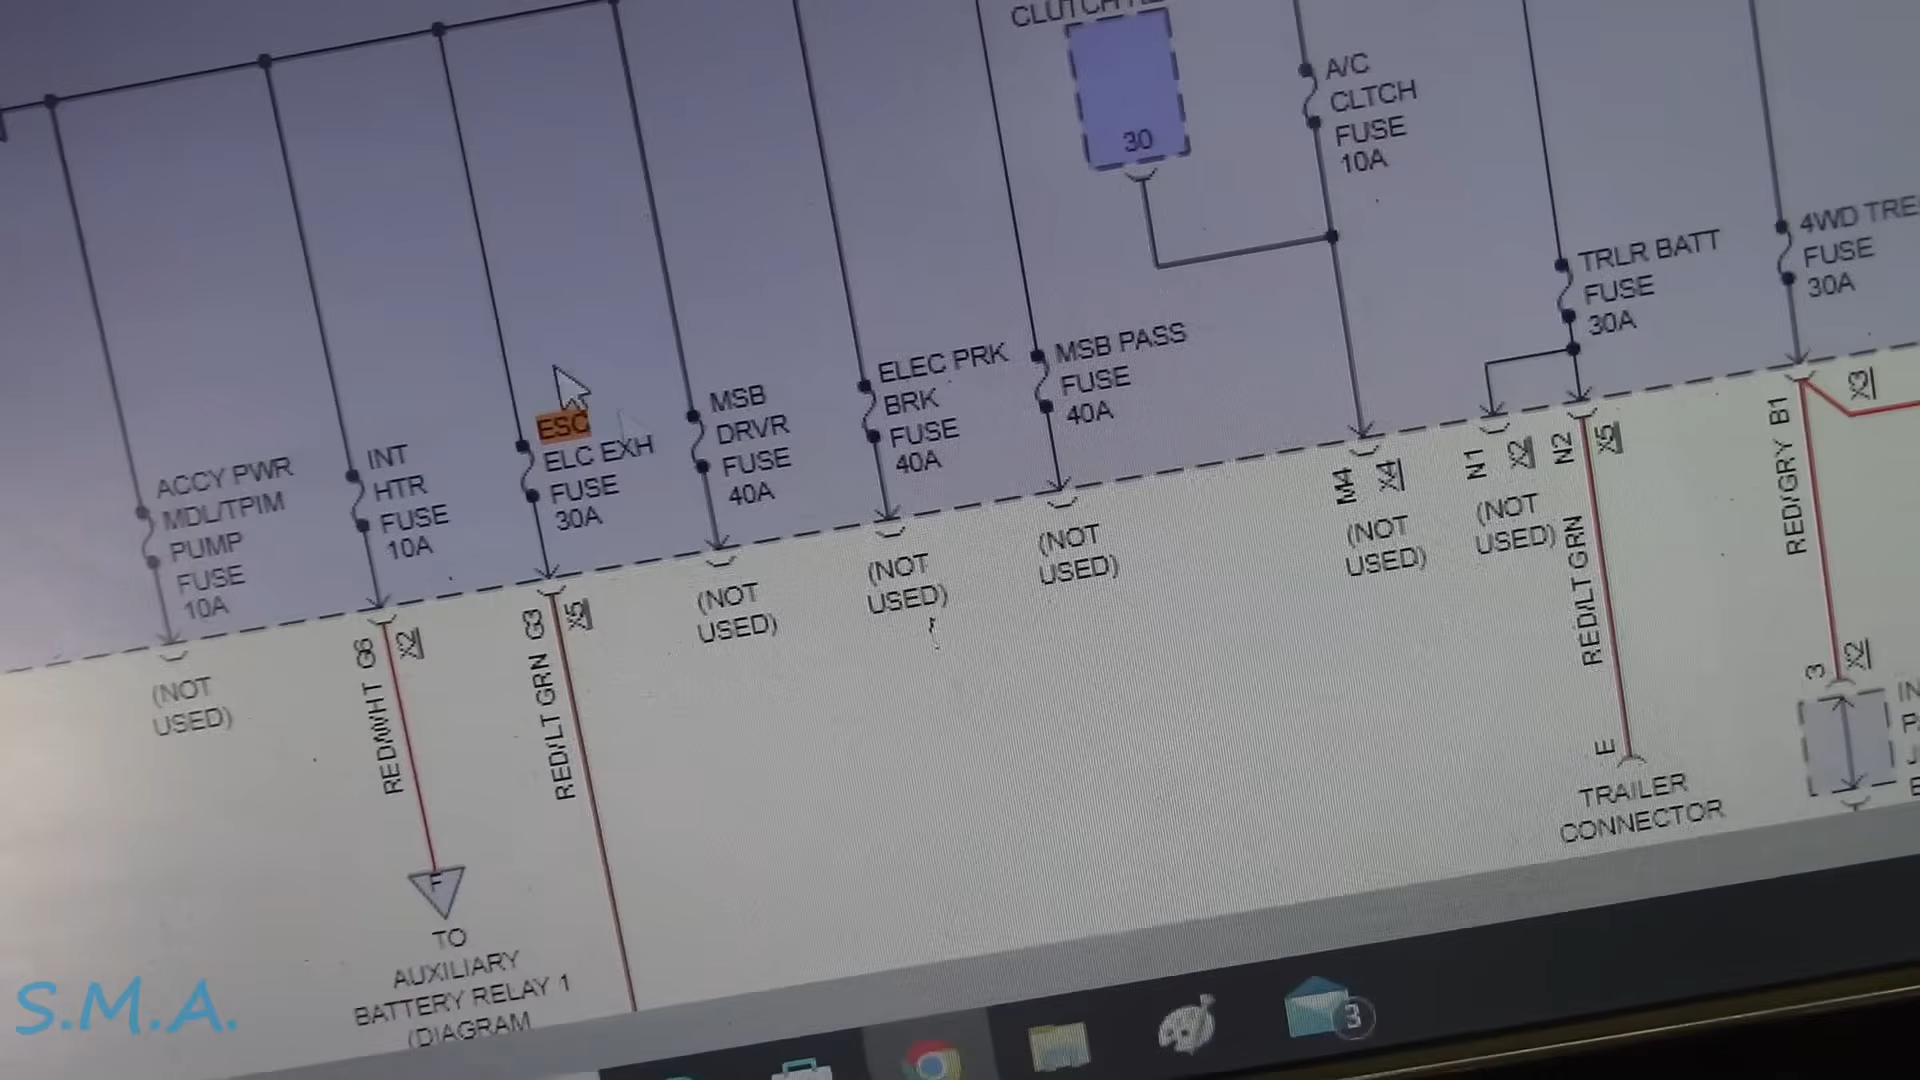 30
A/C
CLTCH
FUSE
10A
4WD
FUSE
30A
TRLR BATT
FUSE
30A
MSB PASS
FUSE
40A
ELEC PRK
BRK
FUSE
40A
MSB
DRVR
FUSE
40A
ESC
ELC EXH
FUSE
30A
INT
HTR
FUSE
10A
ACCY PWR
MDL/TPIM
PUMP
FUSE
10A
(NOT
USED)
G6
X2
RED/WHT
G3
X5
RED/LT GRN
(NOT
USED)
(NOT
USED)
(NOT
USED)
M4
X4
(NOT
USED)
N1
X2
(NOT
USED)
N2
X5
RED/LT GRN
B1
X3
RED/GRY
3
X2
E
TRAILER
CONNECTOR
F
TO
AUXILIARY
BATTERY RELAY 1
(DIAGRAM
S.M.A.
3